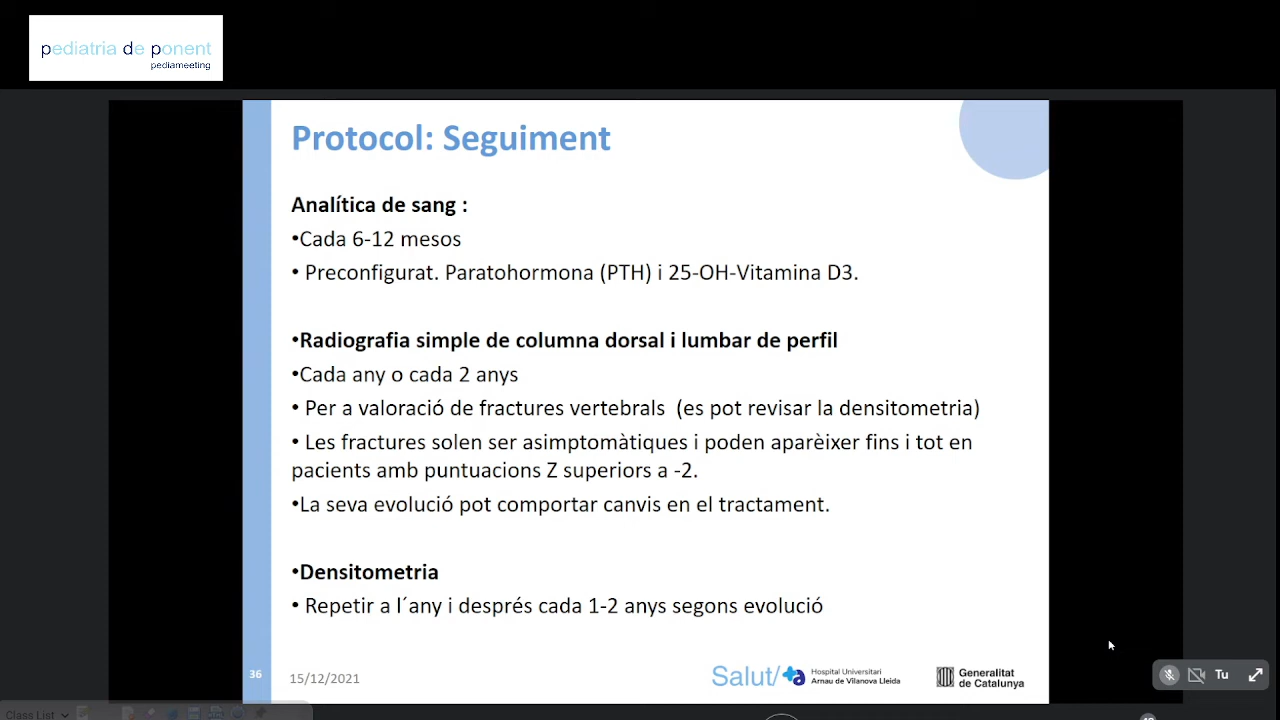 pediatria de ponent
pediameeting
Protocol: Seguiment
Analítica de sang :
•Cada 6-12 mesos
• Preconfigurat. Paratohormona (PTH) i 25-OH-Vitamina D3.
•Radiografia simple de columna dorsal i lumbar de perfil
•Cada any o cada 2 anys
• Per a valoració de fractures vertebrals (es pot revisar la densitometria)
• Les fractures solen ser asimptomàtiques i poden aparèixer fins i tot en
pacients amb puntuacions Z superiors a -2.
•La seva evolució pot comportar canvis en el tractament.
•Densitometria
• Repetir a l´any i després cada 1-2 anys segons evolució
36
15/12/2021
Salut/
Hospital Universitari
Arnau de Vilanova Lleida
Generalitat
de Catalunya
Tu
Class List